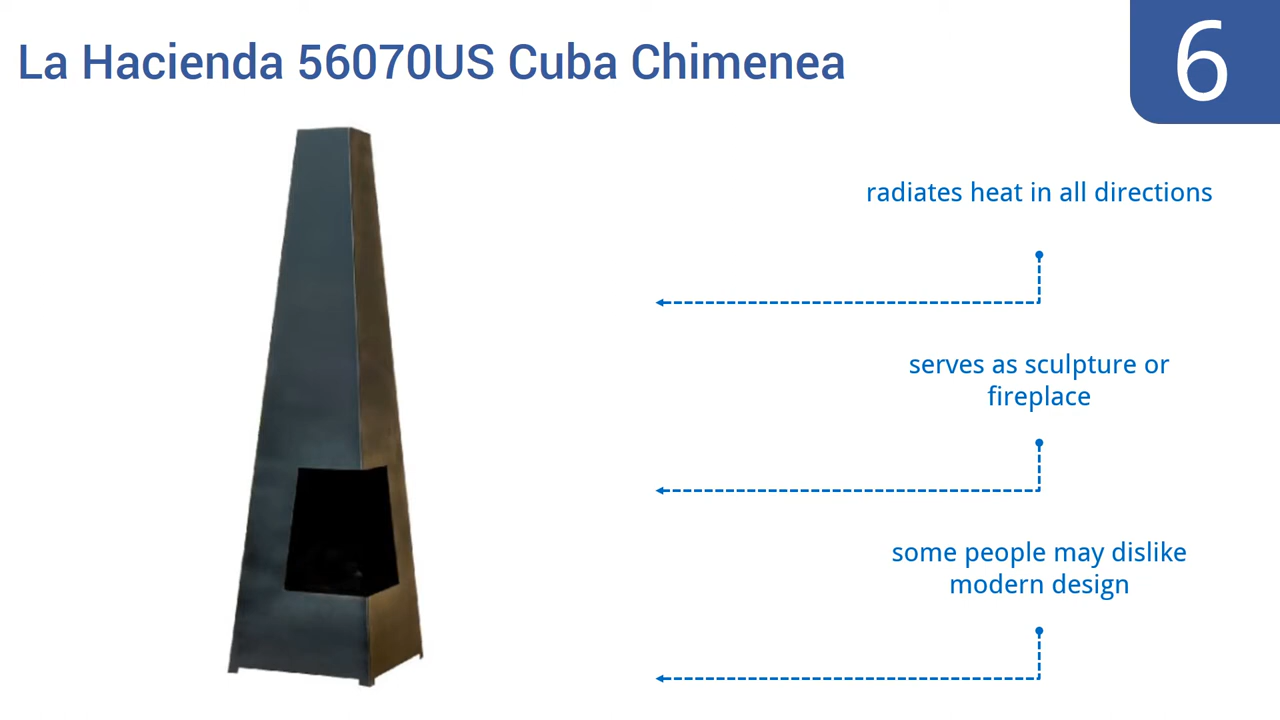 La Hacienda 56070US Cuba Chimenea
6
radiates heat in all directions
serves as sculpture or
fireplace
some people may dislike
modern design